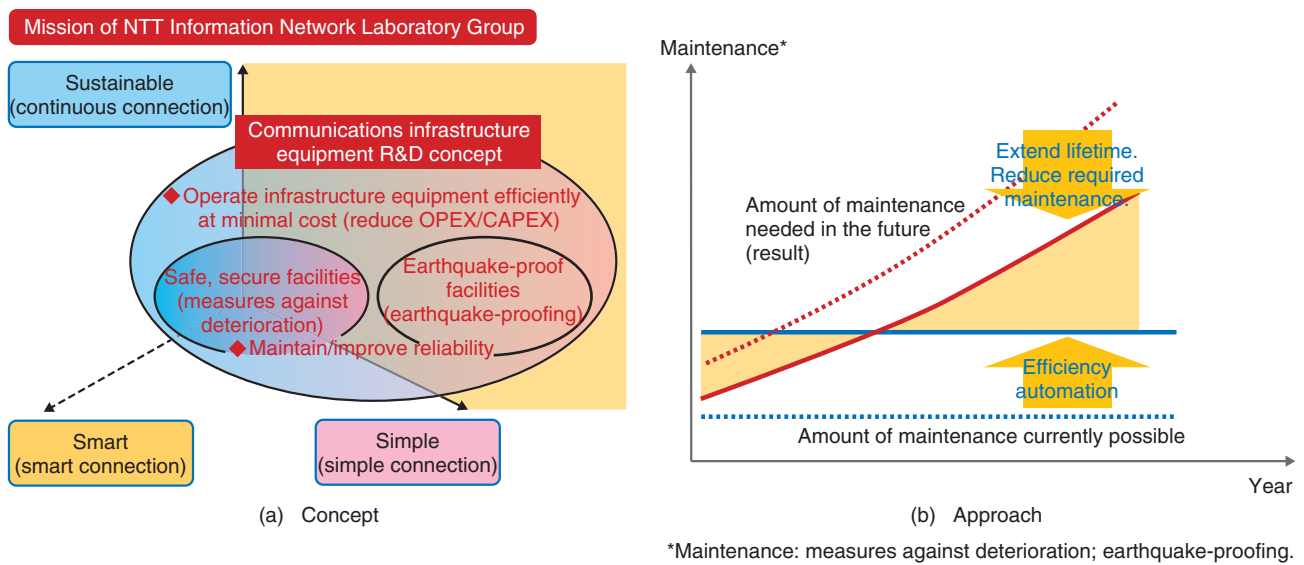 Mission of NTT Information Network Laboratory Group
Sustainable
(continuous connection)
Communications infrastructure
equipment R&D concept
◆ Operate infrastructure equipment efficiently
at minimal cost (reduce OPEX/CAPEX)
Safe, secure facilities
(measures against
deterioration)
Earthquake-proof
facilities
(earthquake-proofing)
◆ Maintain/improve reliability
Smart
(smart connection)
Simple
(simple connection)
(a) Concept
Maintenance*
Extend lifetime.
Reduce required
maintenance.
Amount of maintenance
needed in the future
(result)
Efficiency
automation
Amount of maintenance currently possible
Year
(b) Approach
*Maintenance: measures against deterioration; earthquake-proofing.